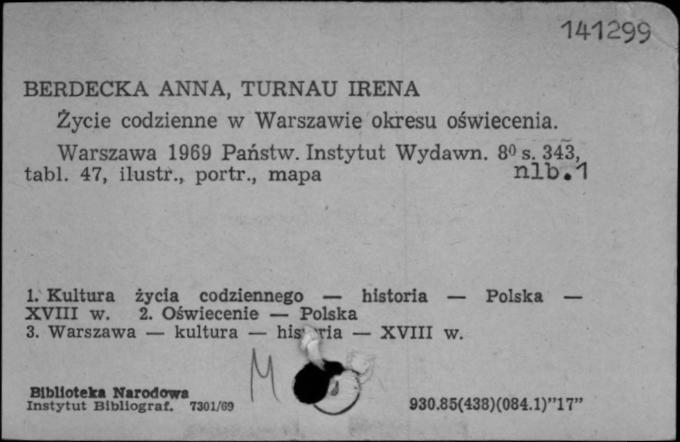 141299
BERDECKA ANNA, TURNAU IRENA
Życie codzienne w Warszawie okresu oświecenia.
Warszawa 1969 Państw. Instytut Wydawn. 8⁰ s. 343,
tabl. 47, ilustr., portr., mapa nlb.1
1. Kultura życia codziennego — historia — Polska —
XVIII w. 2. Oświecenie — Polska
3. Warszawa — kultura — historia — XVIII w.
M
Biblioteka Narodowa
Instytut Bibliograf. 7301/69 930.85(438)(084.1)"17"